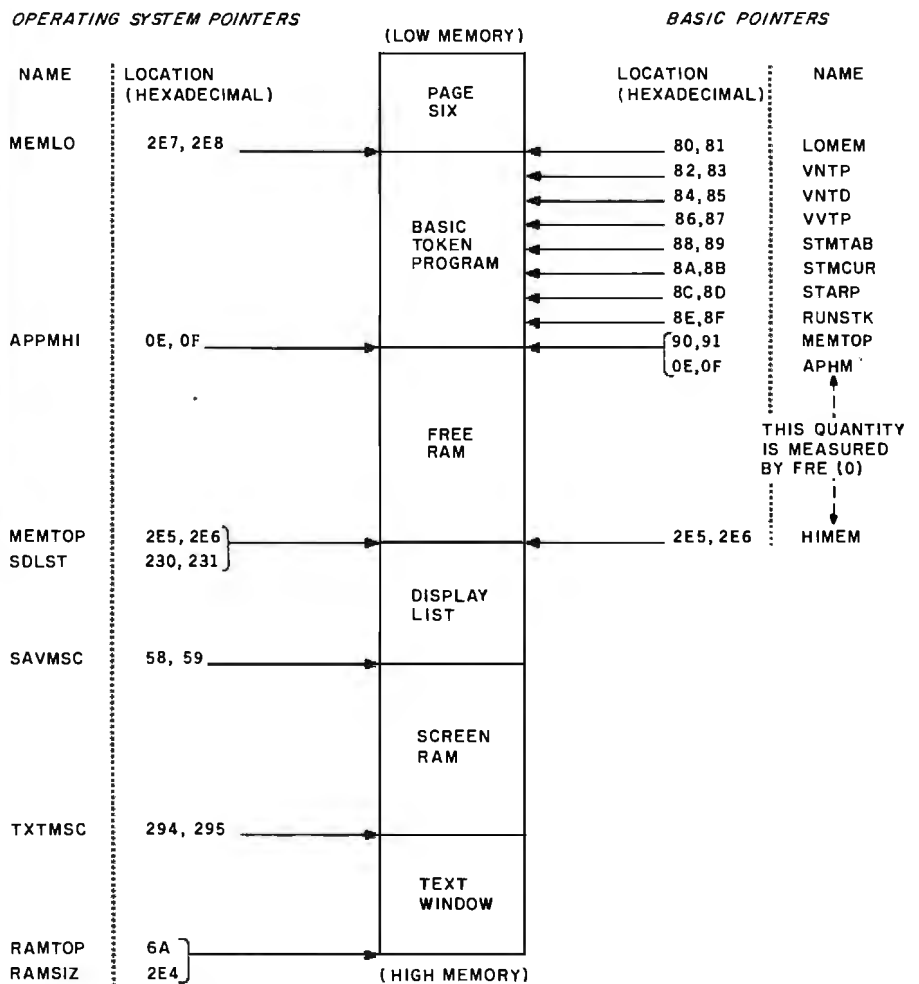 OPERATING SYSTEM POINTERS
BASIC POINTERS
(LOW MEMORY)
NAME
LOCATION
(HEXADECIMAL)
LOCATION
(HEXADECIMAL)
NAME
PAGE
SIX
MEMLO 2E7, 2E8
80, 81 LOMEM
82, 83 VNTP
84, 85 VNTD
86, 87 VVTP
BASIC
TOKEN
PROGRAM
88, 89 STMTAB
8A, 8B STMCUR
8C, 8D STARP
8E, 8F RUNSTK
APPMHI 0E, 0F
90, 91 MEMTOP
0E, 0F APHM
FREE
RAM
THIS QUANTITY
IS MEASURED
BY FRE (0)
MEMTOP 2E5, 2E6
SDLST 230, 231
2E5, 2E6 HIMEM
DISPLAY
LIST
SAVMSC 58, 59
SCREEN
RAM
TXTMSC 294, 295
TEXT
WINDOW
RAMTOP 6A
RAMSIZ 2E4
(HIGH MEMORY)